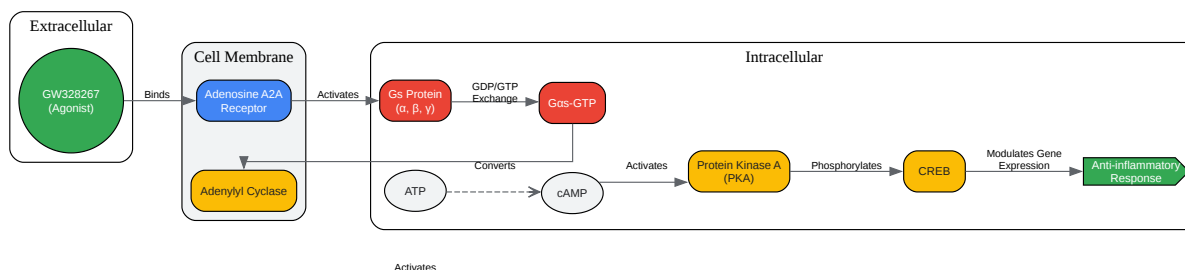 Extracellular
GW328267
(Agonist)
Binds
Cell Membrane
Adenosine A2A
Receptor
Activates
Adenylyl Cyclase
Intracellular
Gs Protein
(α, β, γ)
GDP/GTP
Exchange
Gαs-GTP
Converts
ATP
cAMP
Activates
Protein Kinase A
(PKA)
Phosphorylates
CREB
Modulates Gene
Expression
Anti-inflammatory
Response
Activates